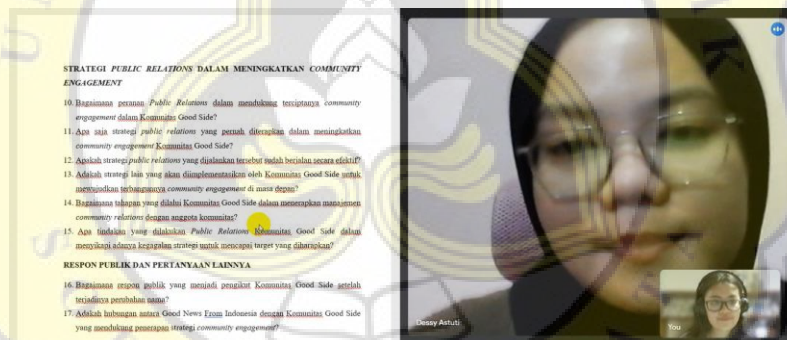 STRATEGI PUBLIC RELATIONS DALAM MENINGKATKAN COMMUNITY
ENGAGEMENT
10. Bagaimana peranan Public Relations dalam mendukung terciptanya community
engagement dalam Komunitas Good Side?
11. Apa saja strategi public relations yang pernah diterapkan dalam meningkatkan
community engagement Komunitas Good Side?
12. Apakah strategi public relations yang dijalankan tersebut sudah berjalan secara efektif?
13. Adakah strategi lain yang akan diimplementasikan oleh Komunitas Good Side untuk
mewujudkan terbangunnya community engagement di masa depan?
14. Bagaimana tahapan yang dilalui Komunitas Good Side dalam menerapkan manajemen
community relations dengan anggota komunitas?
15. Apa tindakan yang dilakukan Public Relations Komunitas Good Side dalam
menyikapi adanya kegagalan strategi untuk mencapai target yang diharapkan?
RESPON PUBLIK DAN PERTANYAAN LAINNYA
16. Bagaimana respon publik yang menjadi pengikut Komunitas Good Side setelah
terjadinya perubahan nama?
17. Adakah hubungan antara Good News From Indonesia dengan Komunitas Good Side
yang mendukung penerapan strategi community engagement?
Dessy Astuti
You